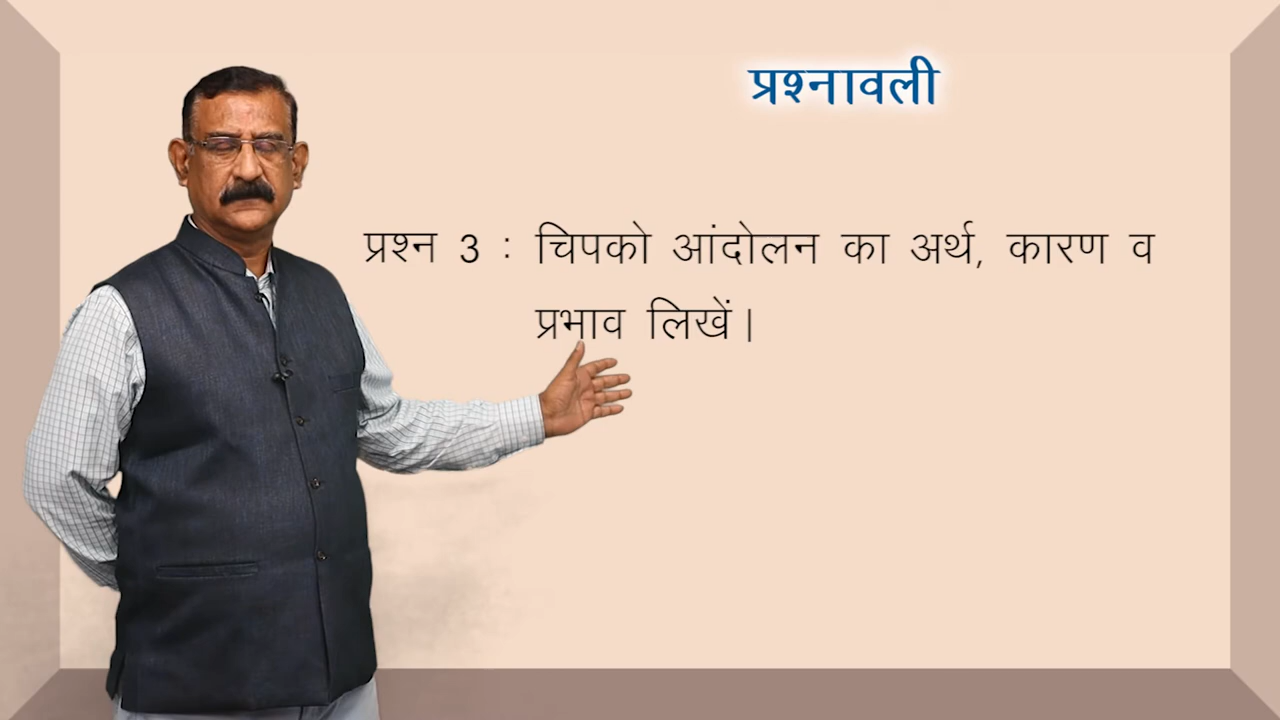 प्रश्नावली
प्रश्न 3 : चिपको आंदोलन का अर्थ, कारण व
प्रभाव लिखें।